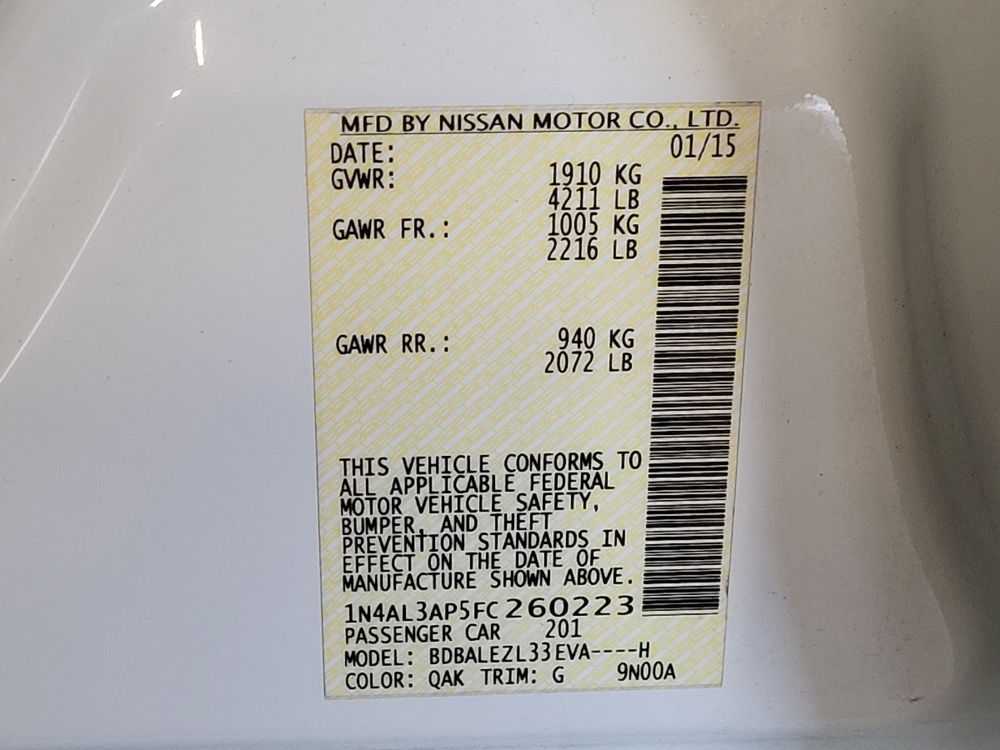 MFD BY NISSAN MOTOR CO., LTD.
DATE: 01/15
GVWR: 1910 KG
4211 LB
GAWR FR.: 1005 KG
2216 LB
GAWR RR.: 940 KG
2072 LB
THIS VEHICLE CONFORMS TO
ALL APPLICABLE FEDERAL
MOTOR VEHICLE SAFETY,
BUMPER, AND THEFT
PREVENTION STANDARDS IN
EFFECT ON THE DATE OF
MANUFACTURE SHOWN ABOVE.
1N4AL3AP5FC260223
PASSENGER CAR 201
MODEL: BDBALEZL33EVA----H
COLOR: QAK TRIM: G 9N00A